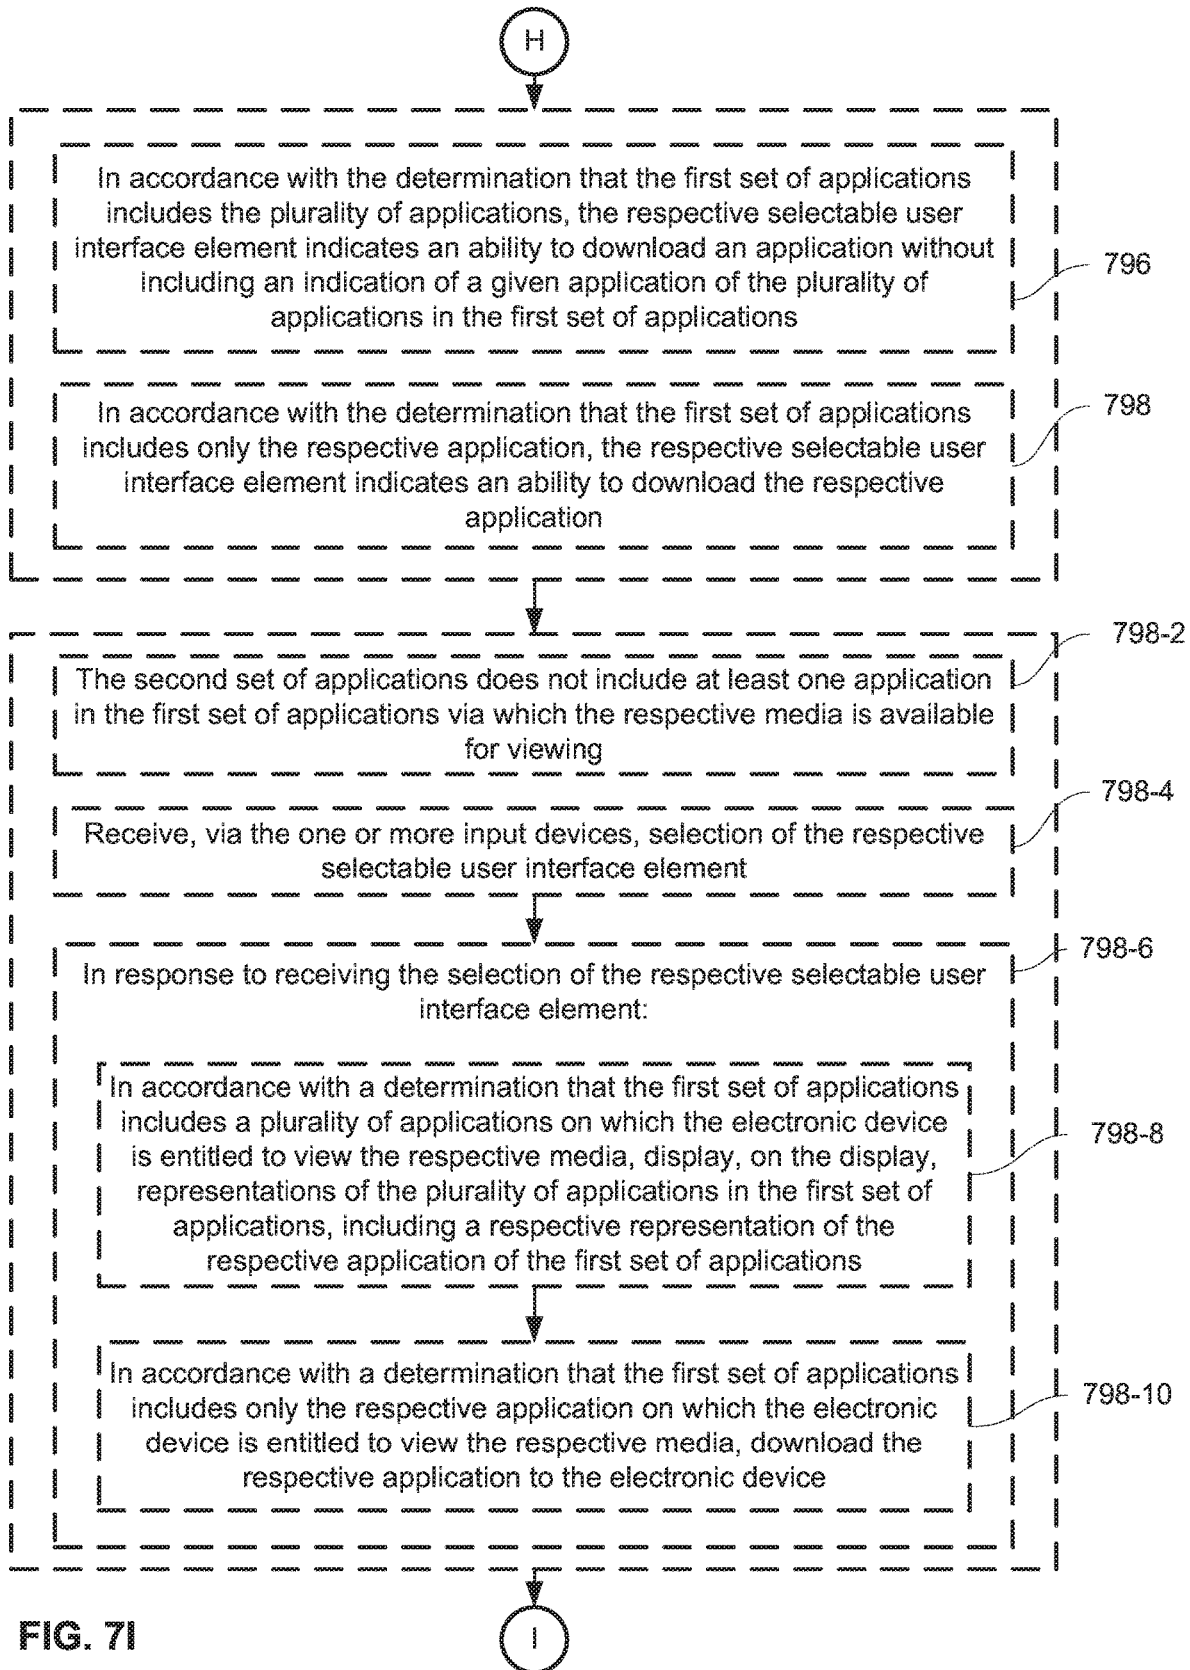 H
In accordance with the determination that the first set of applications
includes the plurality of applications, the respective selectable user
interface element indicates an ability to download an application without
including an indication of a given application of the plurality of
applications in the first set of applications
796
In accordance with the determination that the first set of applications
includes only the respective application, the respective selectable user
interface element indicates an ability to download the respective
application
798
The second set of applications does not include at least one application
in the first set of applications via which the respective media is available
for viewing
798-2
Receive, via the one or more input devices, selection of the respective
selectable user interface element
798-4
In response to receiving the selection of the respective selectable user
interface element:
798-6
In accordance with a determination that the first set of applications
includes a plurality of applications on which the electronic device
is entitled to view the respective media, display, on the display,
representations of the plurality of applications in the first set of
applications, including a respective representation of the
respective application of the first set of applications
798-8
In accordance with a determination that the first set of applications
includes only the respective application on which the electronic
device is entitled to view the respective media, download the
respective application to the electronic device
798-10
I
FIG. 7I